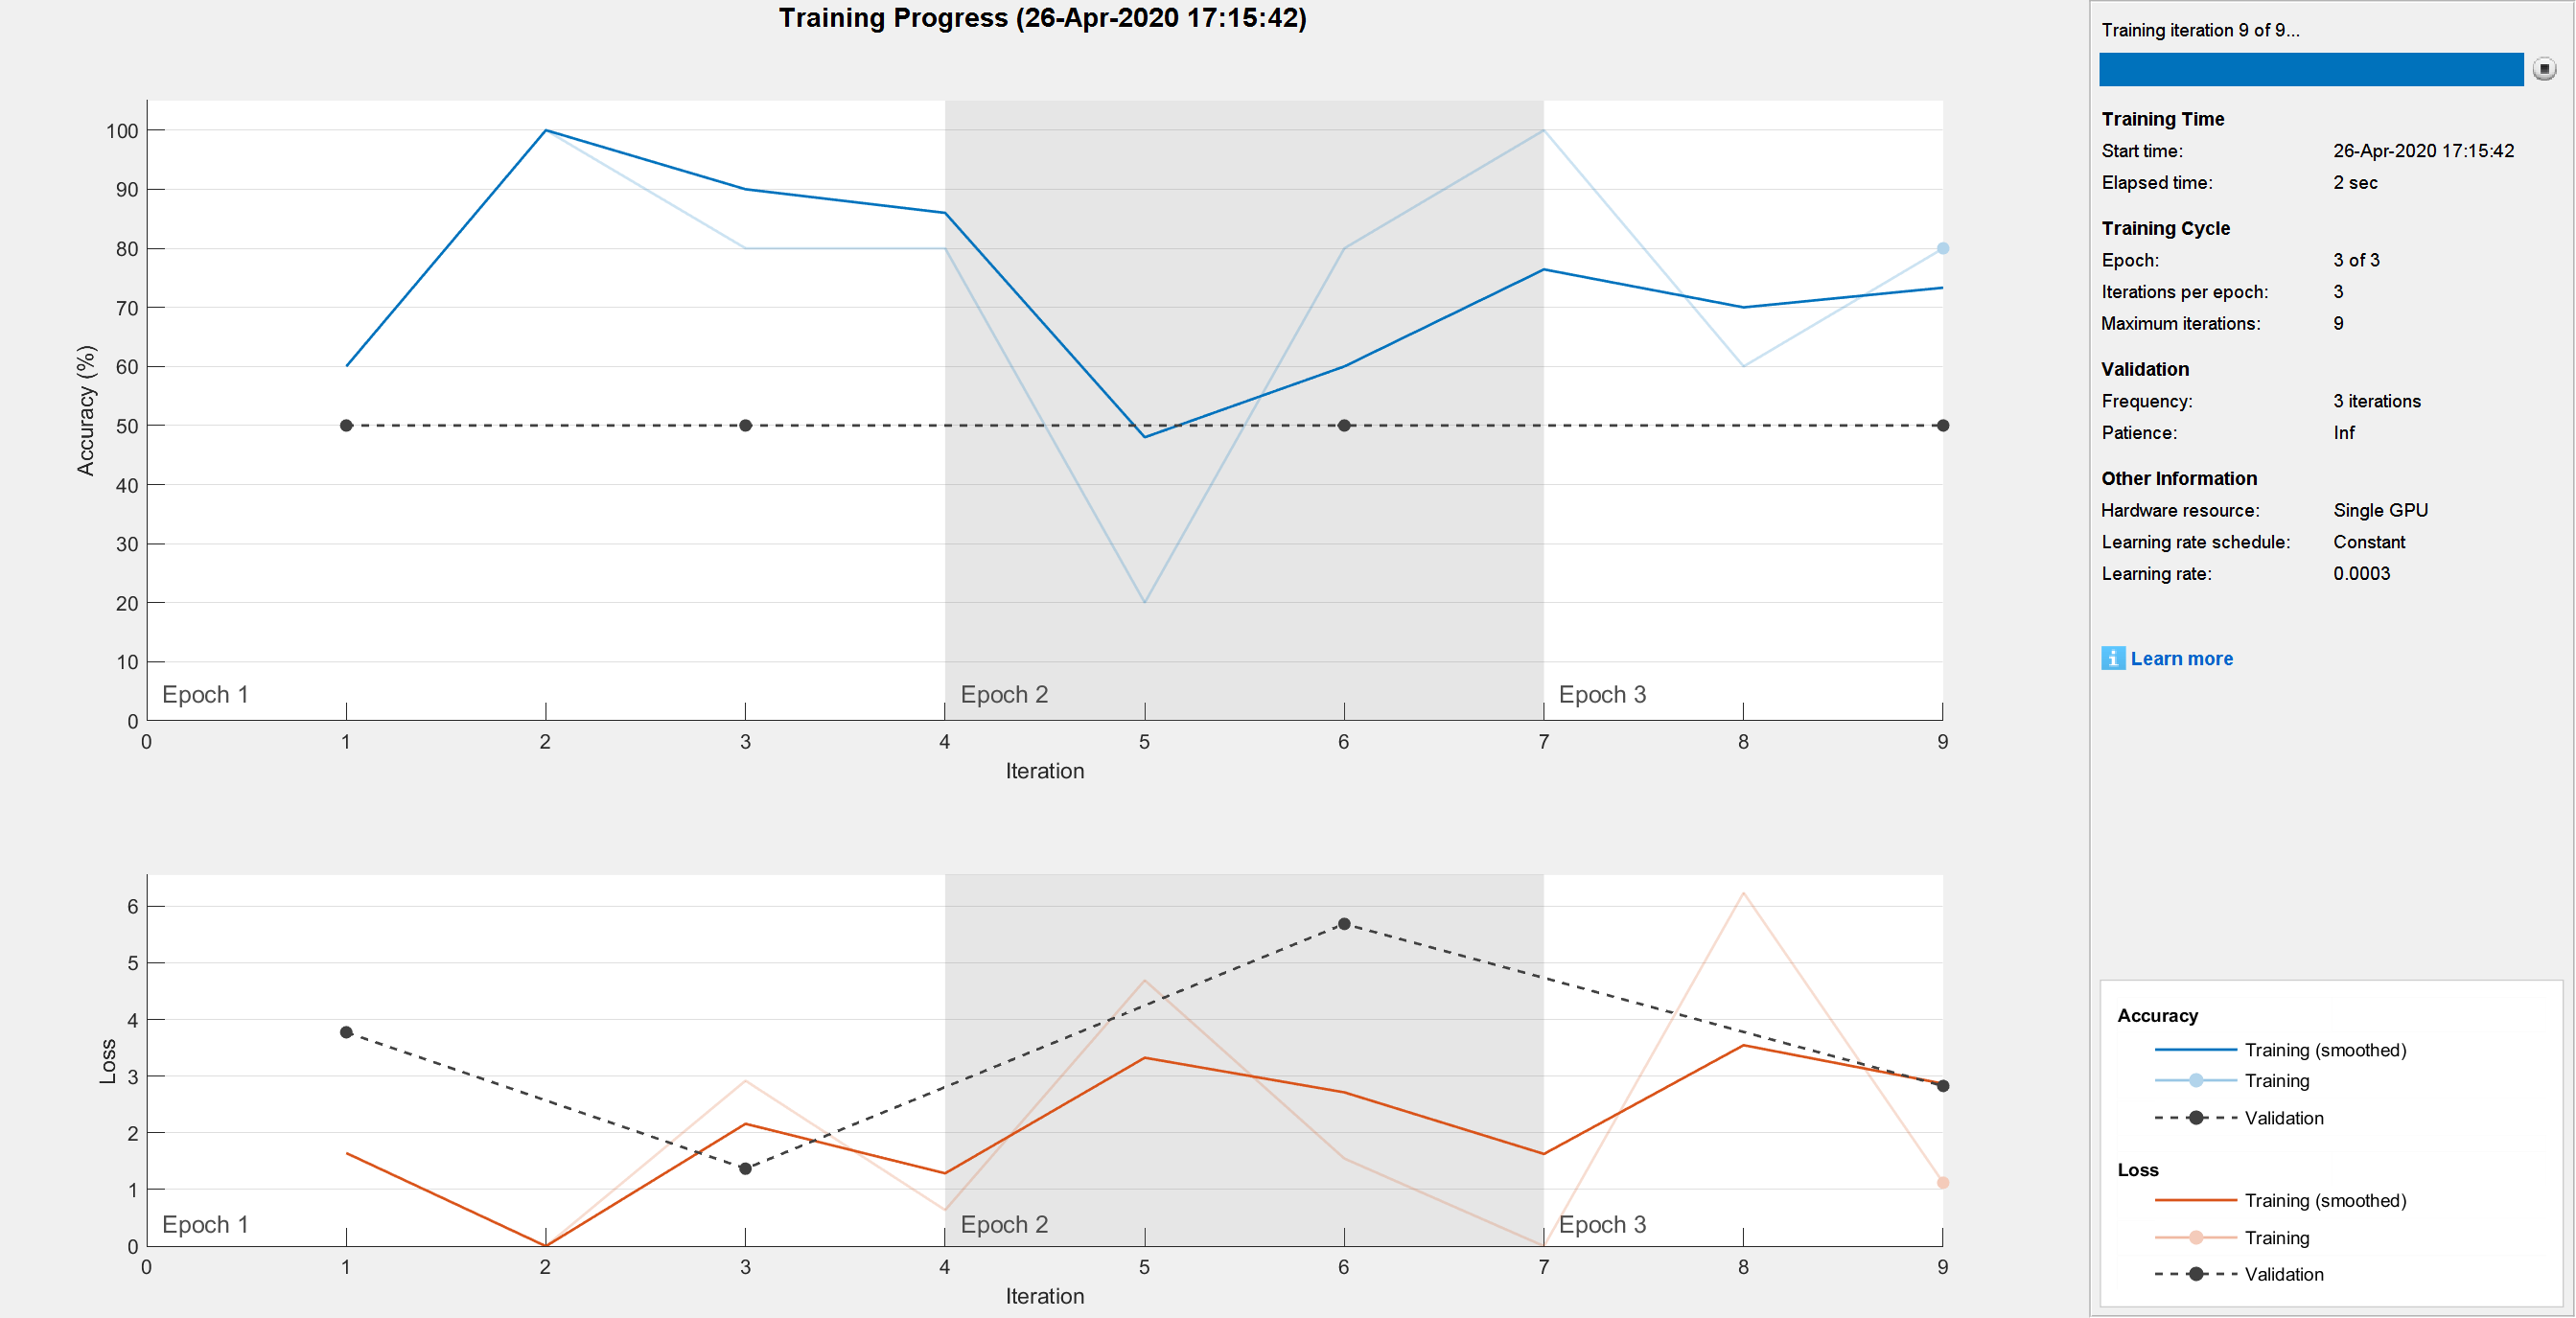 Training Progress (26-Apr-2020 17:15:42)
100
90
80
70
60
50
40
30
20
10
0
Accuracy (%)
Epoch 1
Epoch 2
Epoch 3
0 1 2 3 4 5 6 7 8 9
Iteration
6
5
4
3
2
1
0
Loss
Epoch 1
Epoch 2
Epoch 3
0 1 2 3 4 5 6 7 8 9
Iteration
Training iteration 9 of 9...
Training Time
Start time: 26-Apr-2020 17:15:42
Elapsed time: 2 sec
Training Cycle
Epoch: 3 of 3
Iterations per epoch: 3
Maximum iterations: 9
Validation
Frequency: 3 iterations
Patience: Inf
Other Information
Hardware resource: Single GPU
Learning rate schedule: Constant
Learning rate: 0.0003
i Learn more
Accuracy
Training (smoothed)
Training
Validation
Loss
Training (smoothed)
Training
Validation